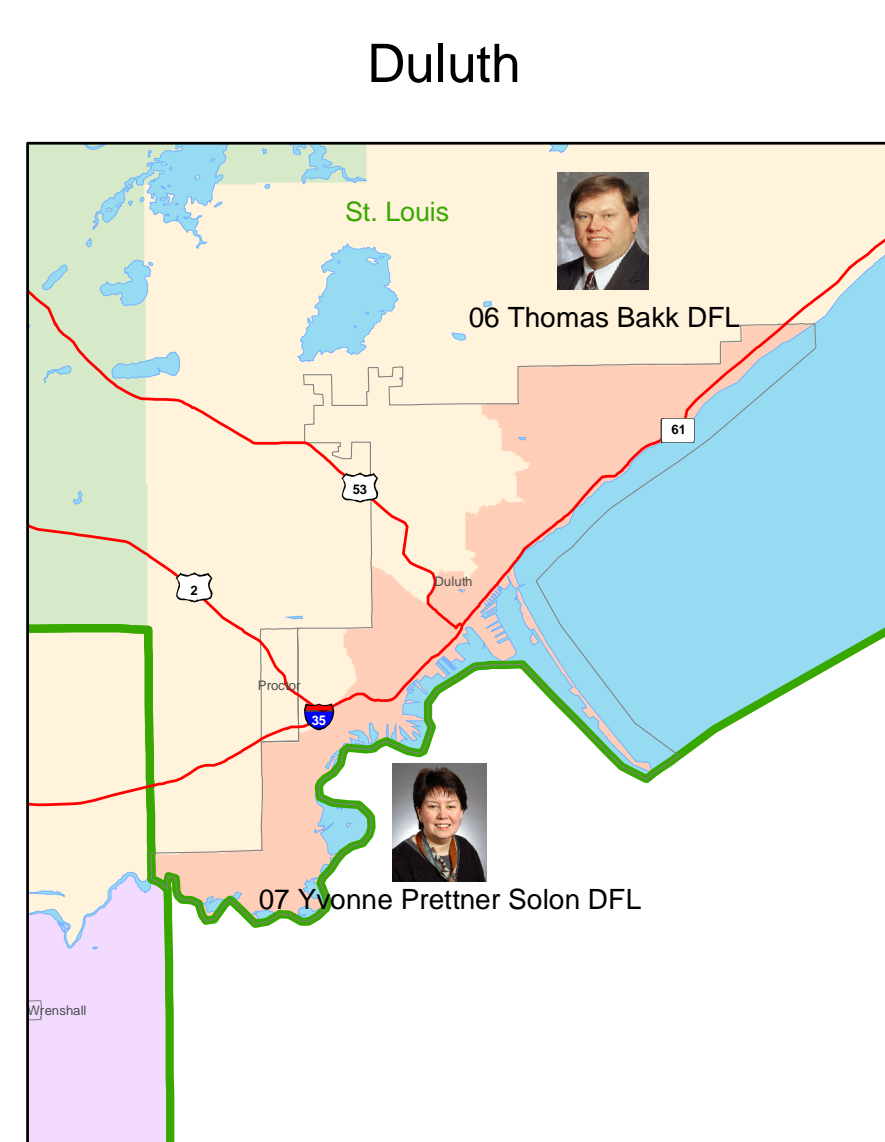 Duluth
St. Louis
06 Thomas Bakk DFL
61
53
Duluth
2
Proctor
35
07 Yvonne Prettner Solon DFL
Wrenshall